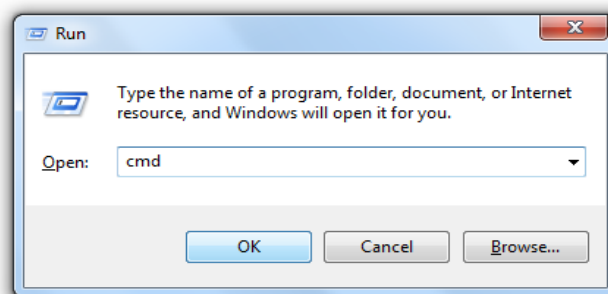 Run
Type the name of a program, folder, document, or Internet
resource, and Windows will open it for you.
Open: cmd
OK Cancel Browse...